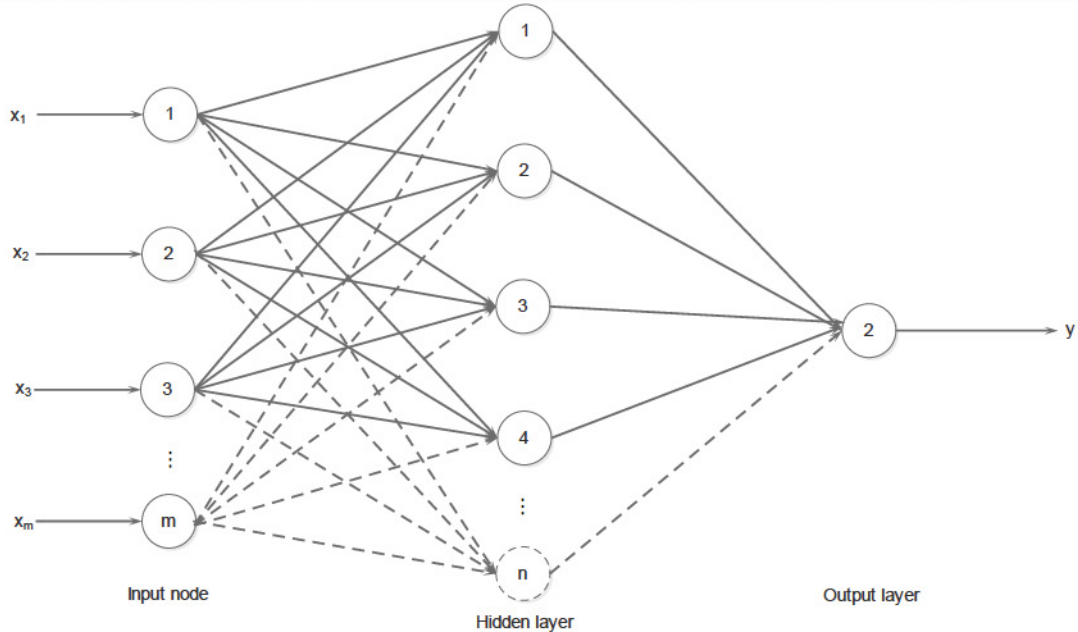 1
x1
1
2
x2
2
3
2
y
x3
3
4
⋮
⋮
xm
m
n
Input node
Hidden layer
Output layer